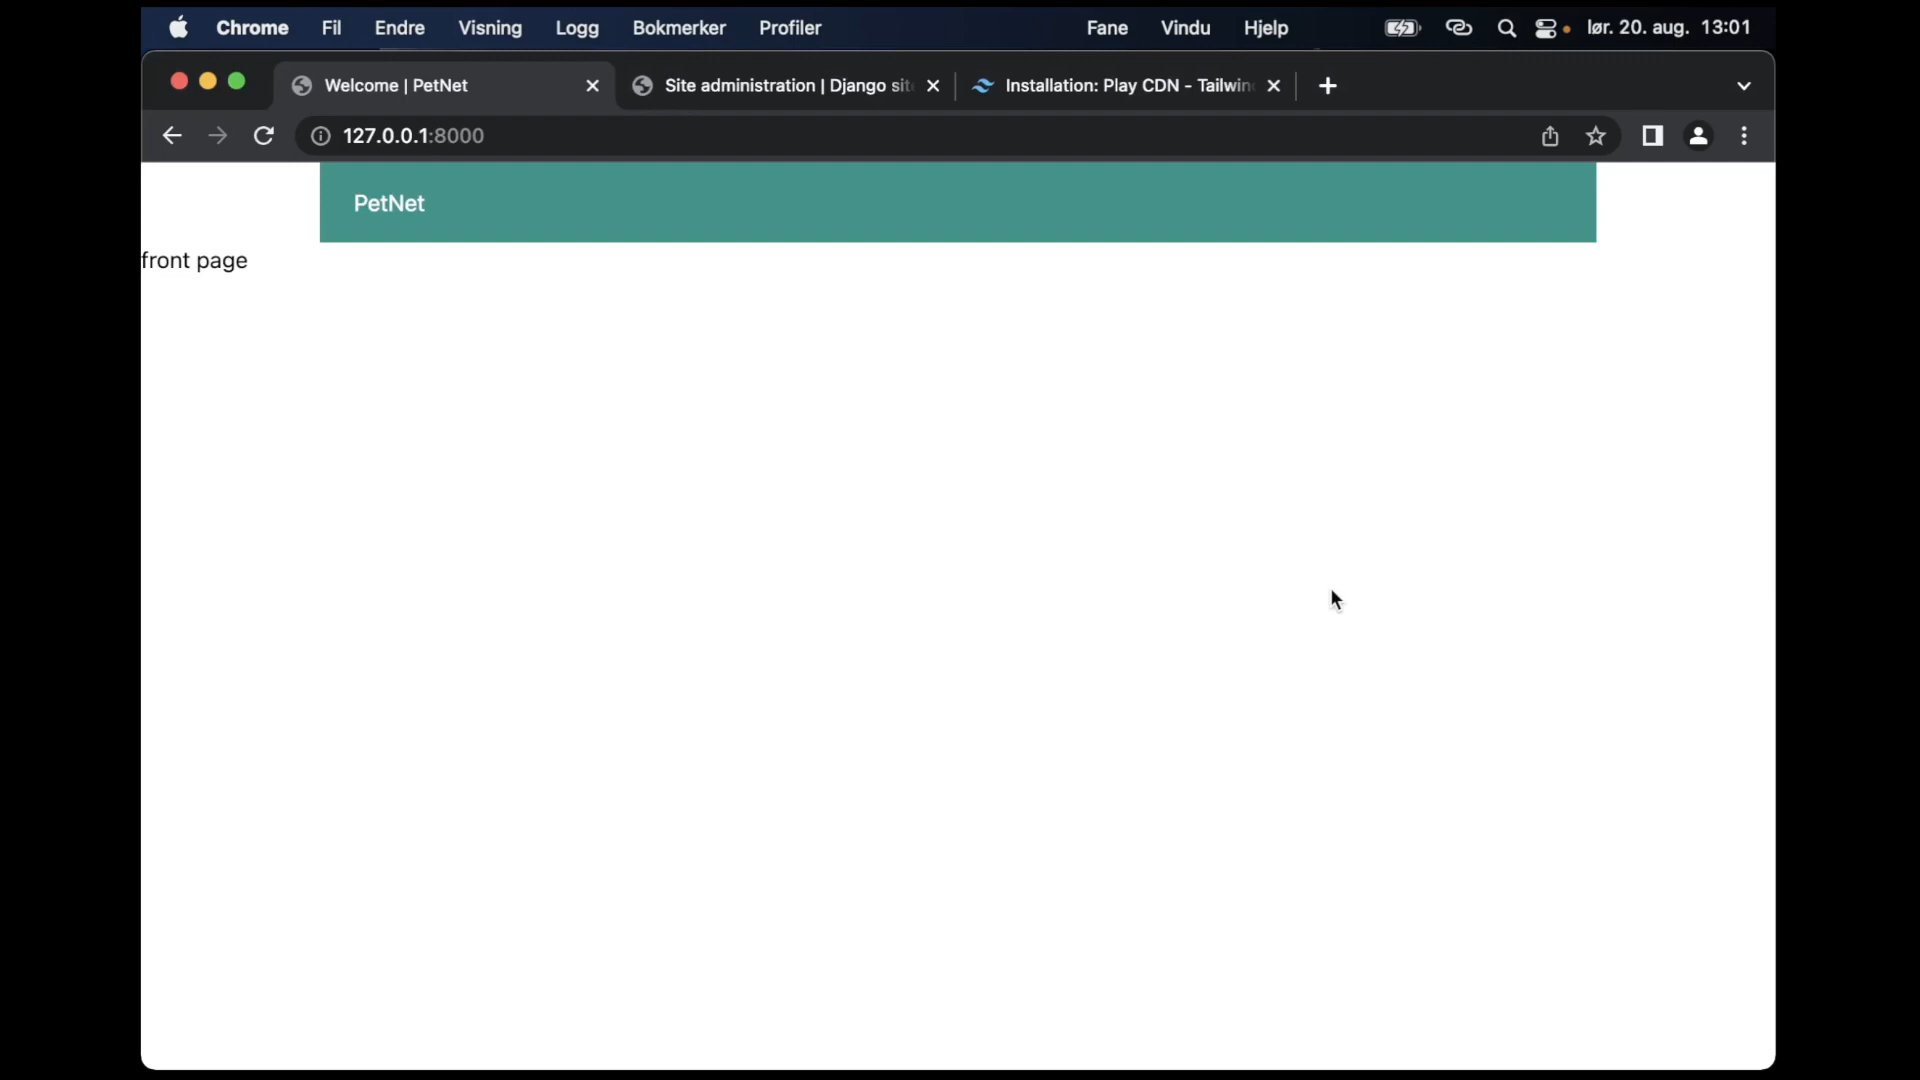 Chrome Fil Endre Visning Logg Bokmerker Profiler Fane Vindu Hjelp lør. 20. aug. 13:01
Welcome | PetNet Site administration | Django sit Installation: Play CDN - Tailwin
127.0.0.1:8000
PetNet
front page